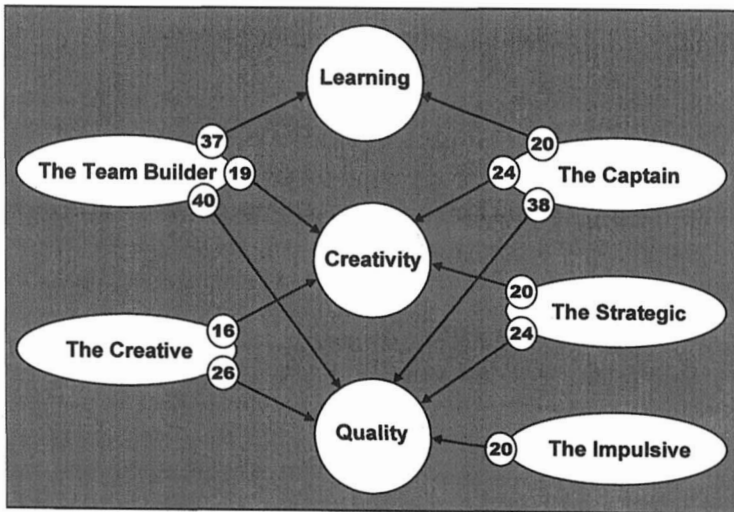 Learning
37
20
The Team Builder
19
24
The Captain
40
38
Creativity
20
The Strategic
16
24
The Creative
26
Quality
20
The Impulsive